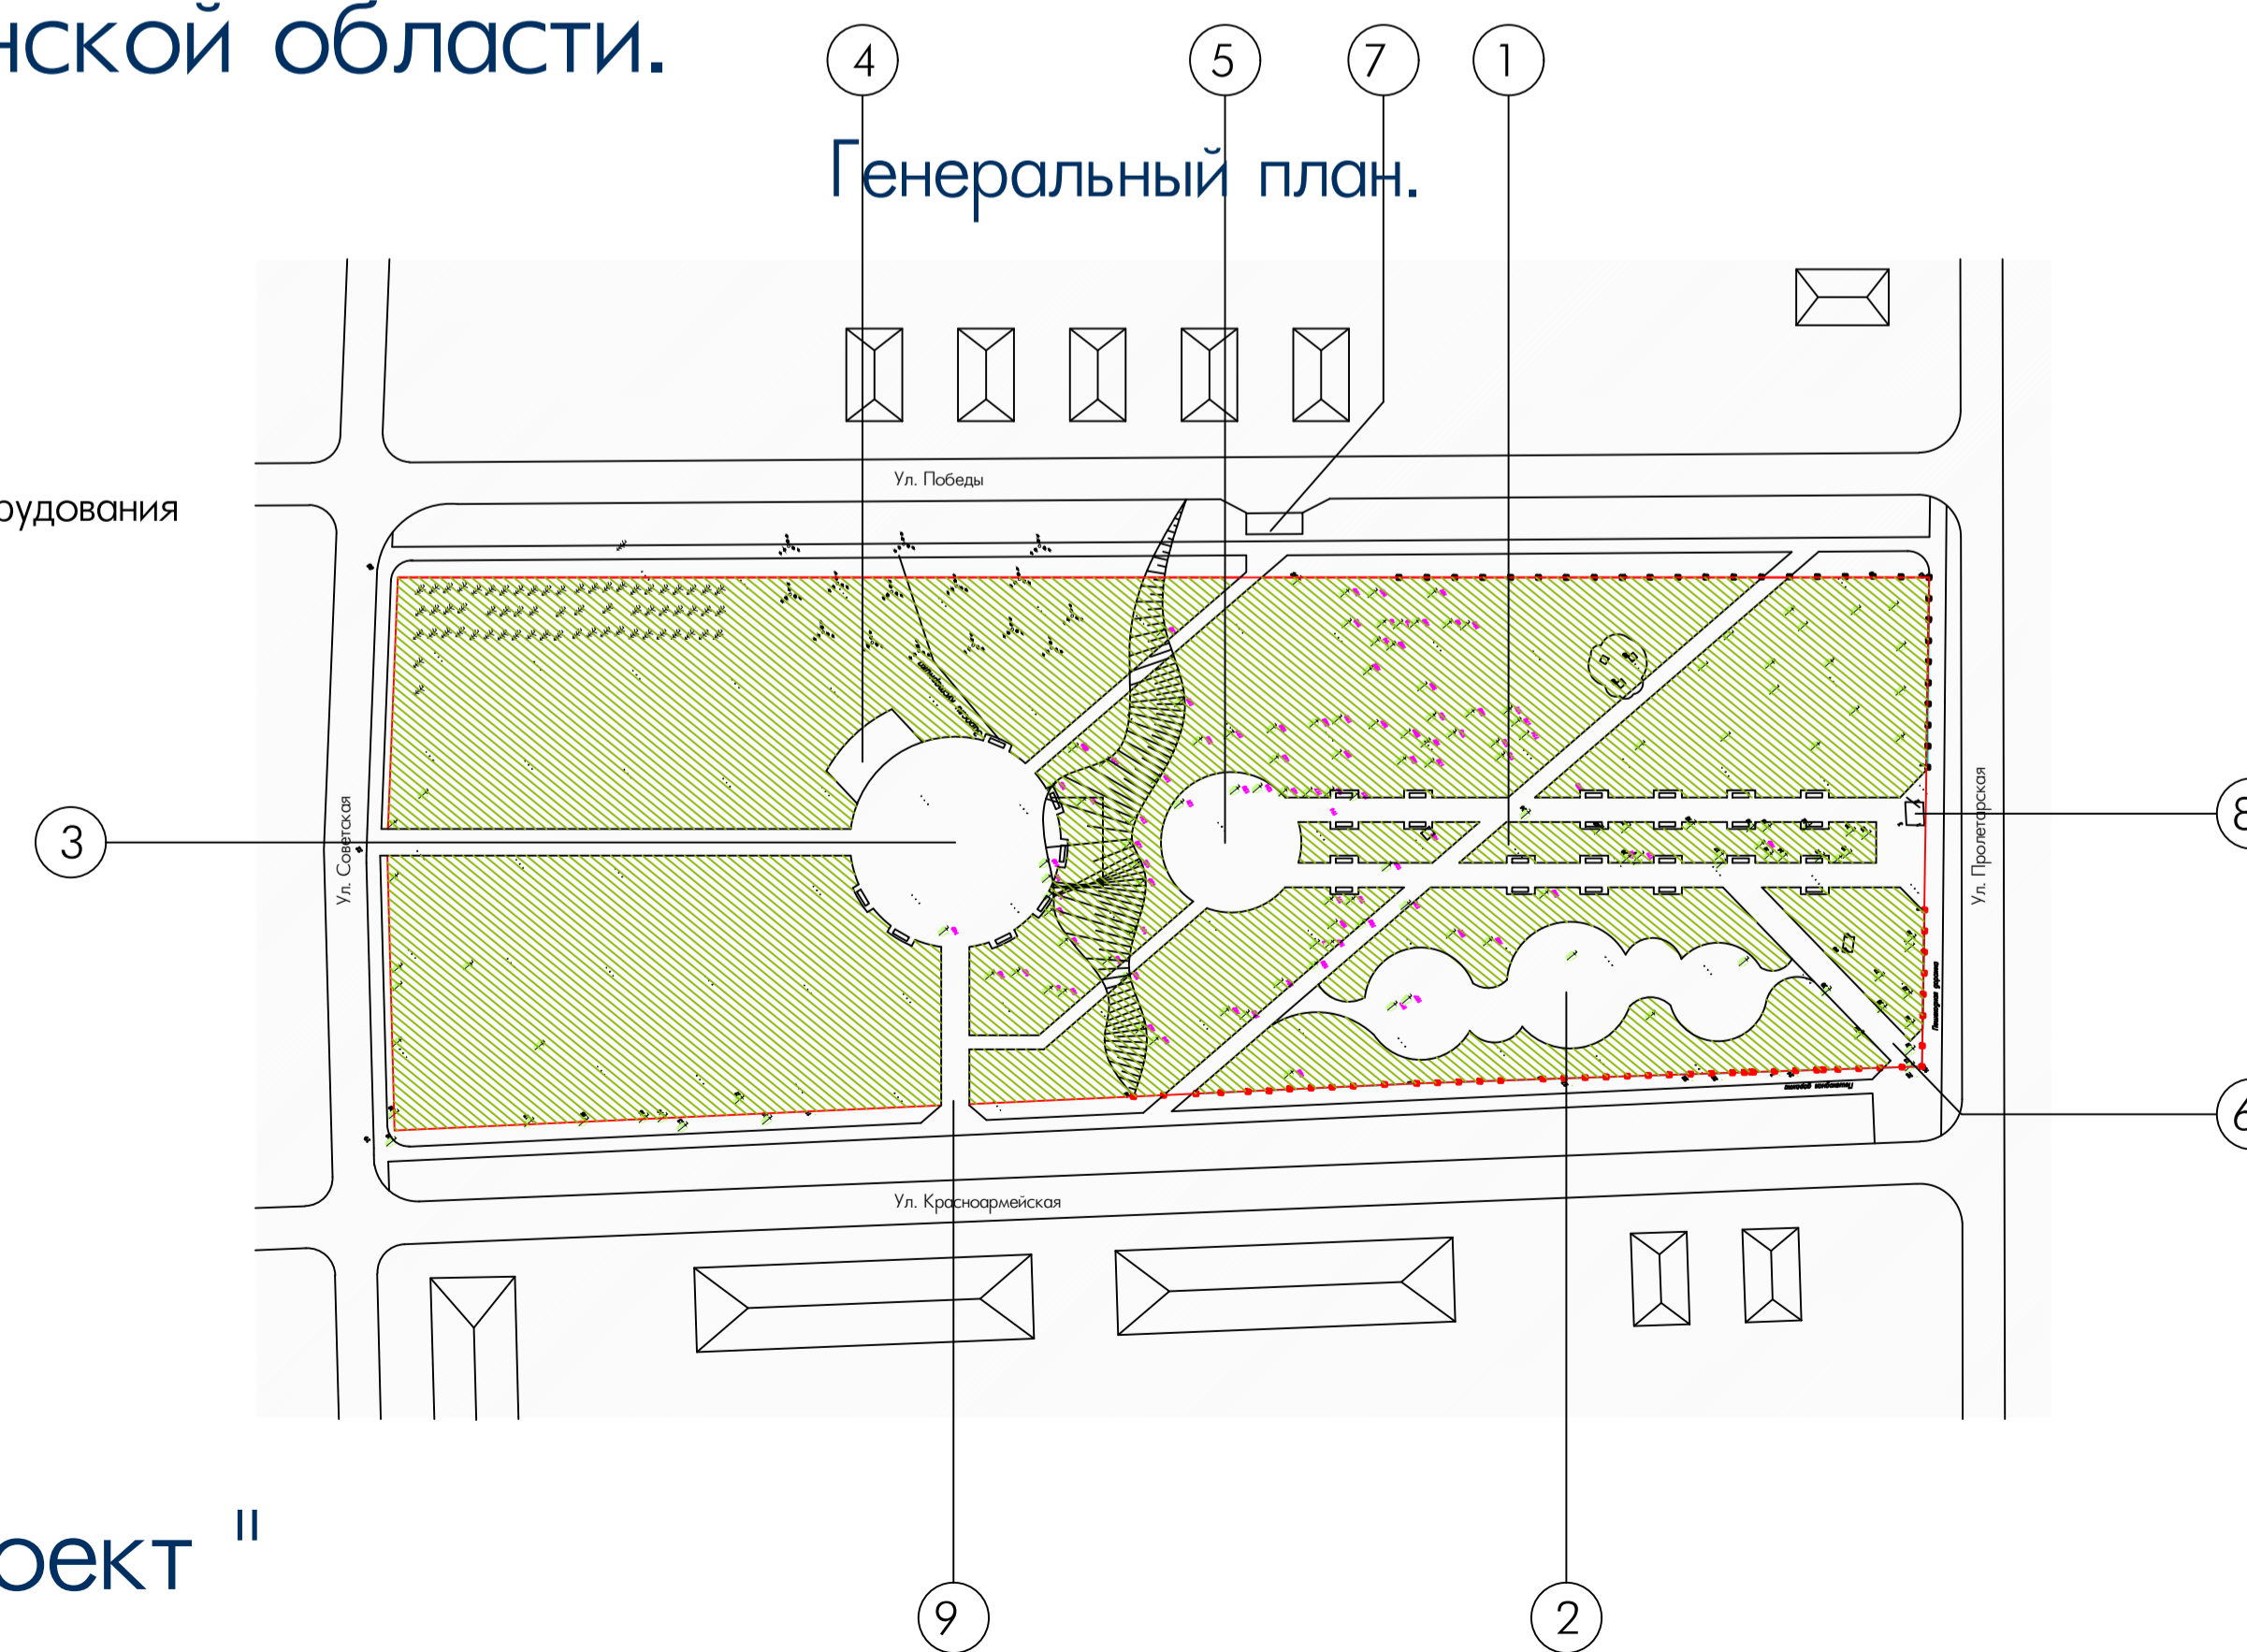 нской области.
4 5 7 1
Генеральный план.
Ул. Победы
рудования
Ул. Советская
Ул. Пролетарская
3
8
6
Ул. Красноармейская
оект "
9 2